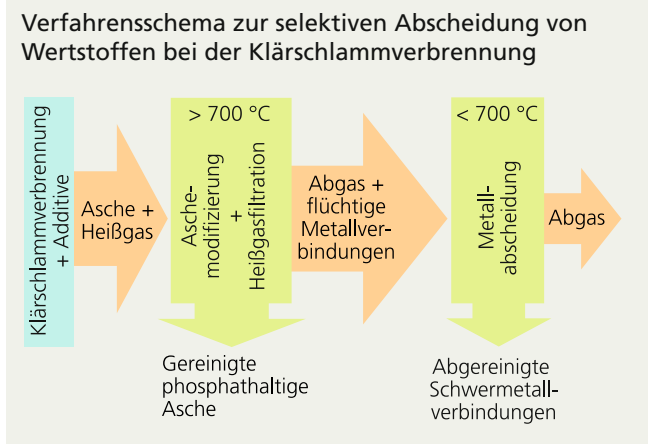 Verfahrensschema zur selektiven Abscheidung von
Wertstoffen bei der Klärschlammverbrennung
Klärschlammverbrennung
+ Additive
Asche +
Heißgas
> 700 °C
Asche-
modifizierung
+
Heißgasfiltration
Abgas +
flüchtige
Metallver-
bindungen
< 700 °C
Metall-
abscheidung
Abgas
Gereinigte
phosphathaltige
Asche
Abgereinigte
Schwermetall-
verbindungen